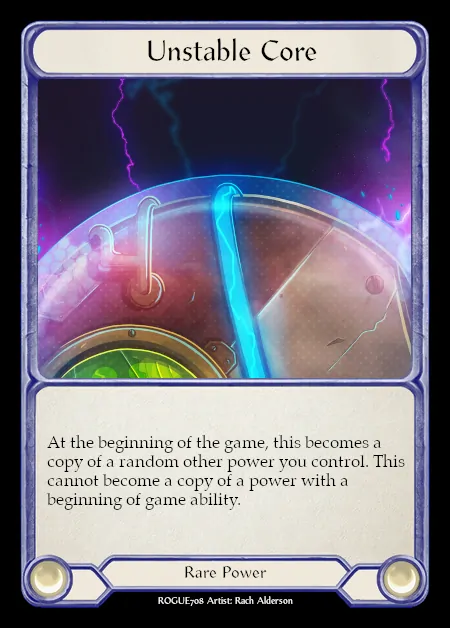 Unstable Core
At the beginning of the game, this becomes a
copy of a random other power you control. This
cannot become a copy of a power with a
beginning of game ability.
Rare Power
ROGUE708 Artist: Rach Alderson